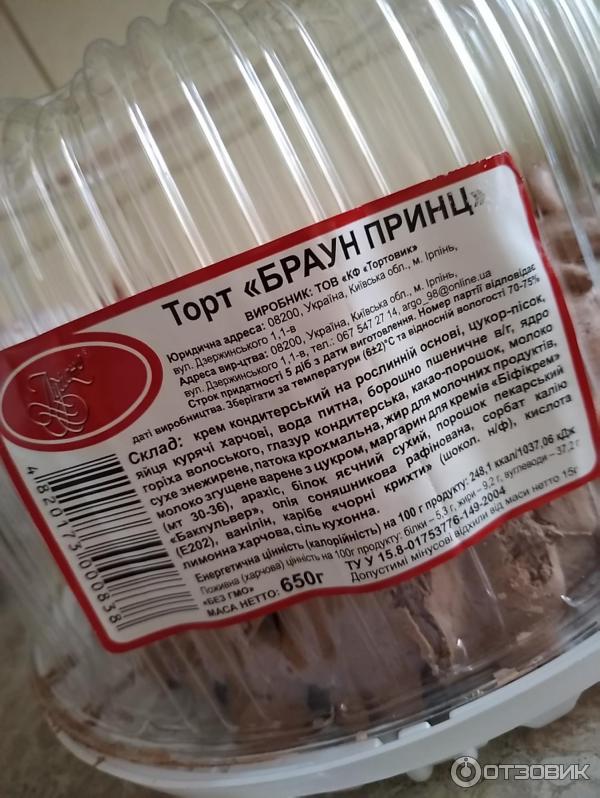 Торт «БРАУН ПРИНЦ»
ВИРОБНИК: ТОВ «КФ «Тортовик»
Юридична адреса: 08200, Україна, Київська обл., м. Ірпінь,
вул. Дзержинського 1,1-в
Адреса вир-цтва: 08200, Україна, Київська обл., м. Ірпінь,
вул. Дзержинського 1,1-в, тел.: 067 547 27 14, argo_98@online.ua
Строк придатності 5 діб з дати виготовлення. Номер партії відповідає
даті виробництва. Зберігати за температури (6±2)°С та відносній вологості 70-75%
Склад: крем кондитерський на рослинній основі, цукор-пісок,
яйця курячі харчові, вода питна, борошно пшеничне в/г, ядро
горіха волоського, глазур кондитерська, какао-порошок, молоко
сухе знежирене, патока крохмальна, жир для молочних продуктів,
молоко згущене варене з цукром, маргарин для кремів «Біфікрем»
(мт 30-36), арахіс, білок яєчний сухий, порошок пекарський
«Бакпульвер», олія соняшникова рафінована, сорбат калію
(Е202), ванілін, карібе «чорні крихти» (шокол. н/ф), кислота
лимонна харчова, сіль кухонна.
Енергетична цінність (калорійність) на 100 г продукту: 248,1 ккал/1037,06 кДж
Поживна (харчова) цінність на 100г продукту: білки – 5,3 г, жири – 9,2 г, вуглеводи – 37,2 г
«БЕЗ ГМО» ТУ У 15.8-01753776-149-2004
МАСА НЕТТО: 650г Допустимі мінусові відхили від маси нетто 15г
4820173000838
ОТЗОВИК